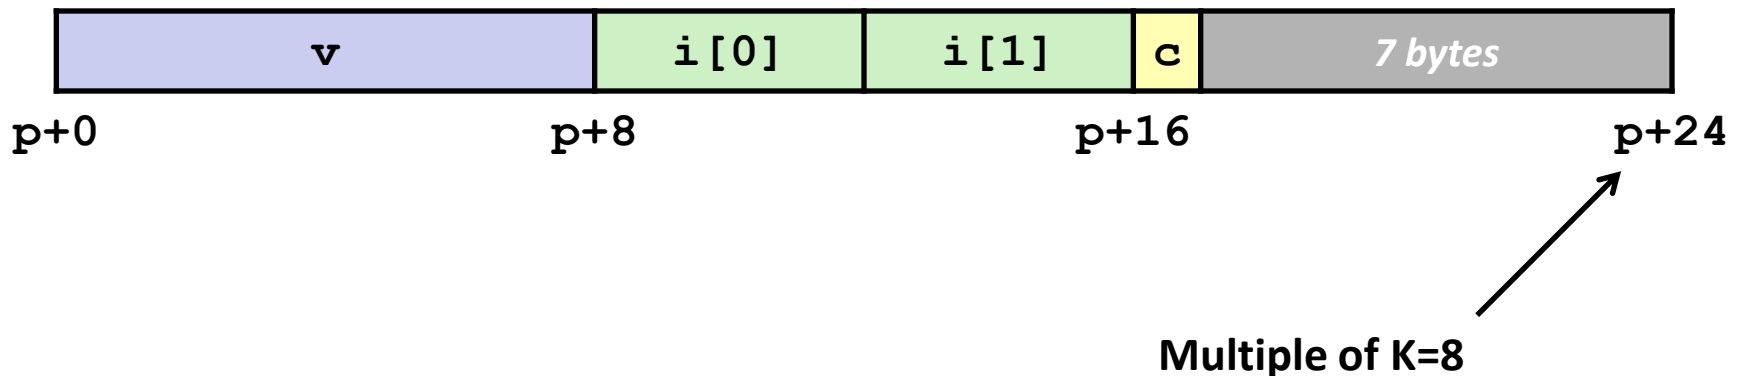 v i[0] i[1] c 7 bytes
p+0 p+8 p+16 p+24
Multiple of K=8